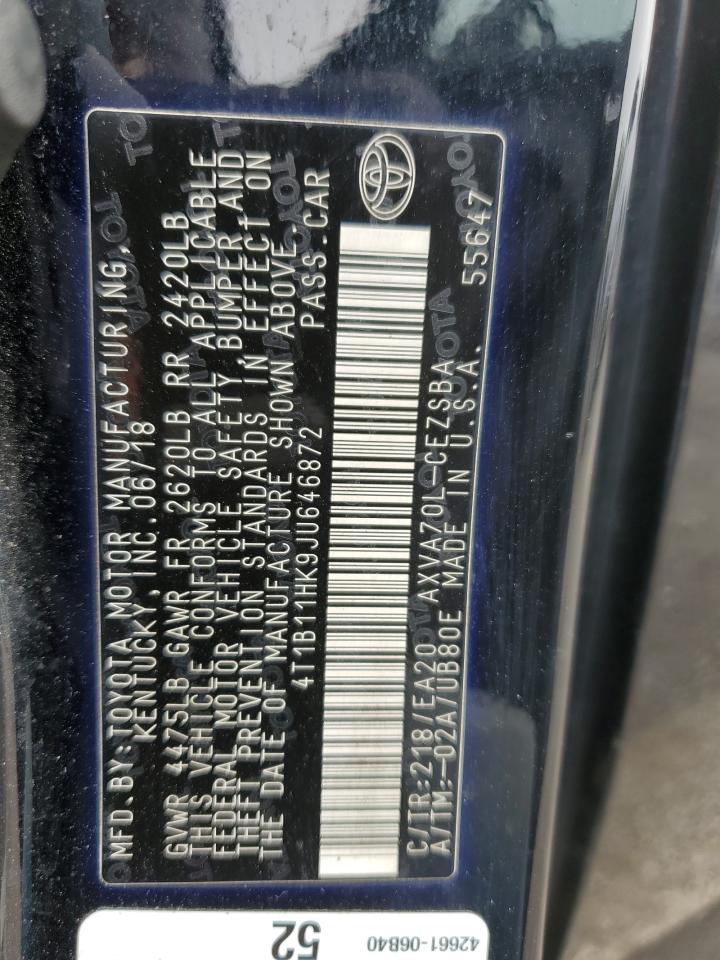 MFD. BY: TOYOTA MOTOR MANUFACTURING,
KENTUCKY, INC. 06/18
GVWR 4475LB GAWR FR 2620LB RR 2420LB
THIS VEHICLE CONFORMS TO ALL APPLICABLE
FEDERAL MOTOR VEHICLE SAFETY, BUMPER AND
THEFT PREVENTION STANDARDS IN EFFECT ON
THE DATE OF MANUFACTURE SHOWN ABOVE.
4T1B11HK9JU646872 PASS. CAR
C/TR: 218/EA20 AXVA70L-CEZSBA
A/TM: -02A/UB80E MADE IN U.S.A. 55647
52
42661-06B40